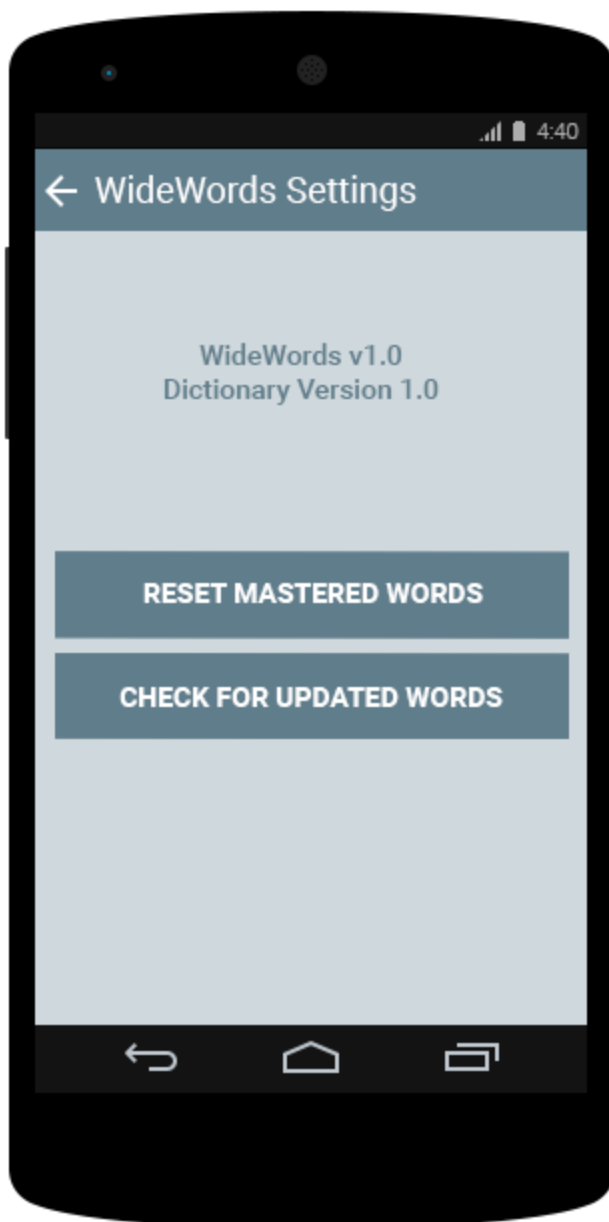 4:40
WideWords Settings
WideWords v1.0
Dictionary Version 1.0
RESET MASTERED WORDS
CHECK FOR UPDATED WORDS